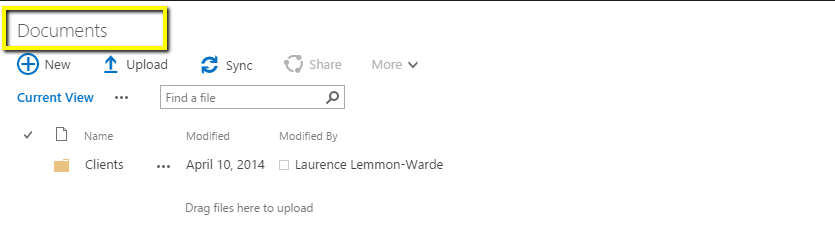 Documents
New Upload Sync Share More
Current View ... Find a file
Name Modified Modified By
Clients ... April 10, 2014 Laurence Lemmon-Warde
Drag files here to upload